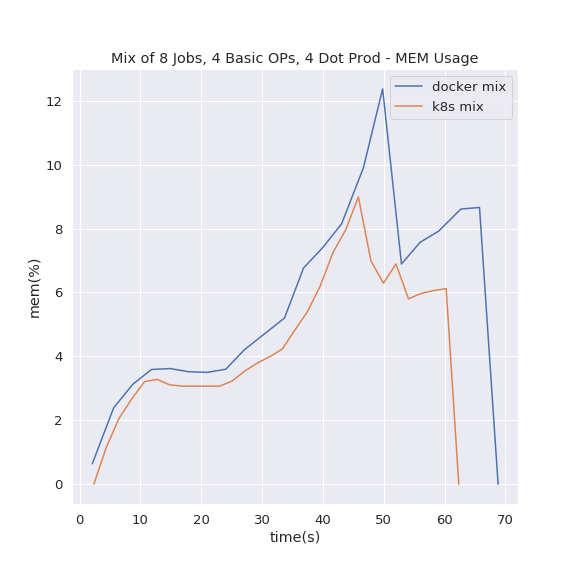 Mix of 8 Jobs, 4 Basic OPs, 4 Dot Prod - MEM Usage
docker mix
k8s mix
mem(%)
12
10
8
6
4
2
0
0 10 20 30 40 50 60 70
time(s)